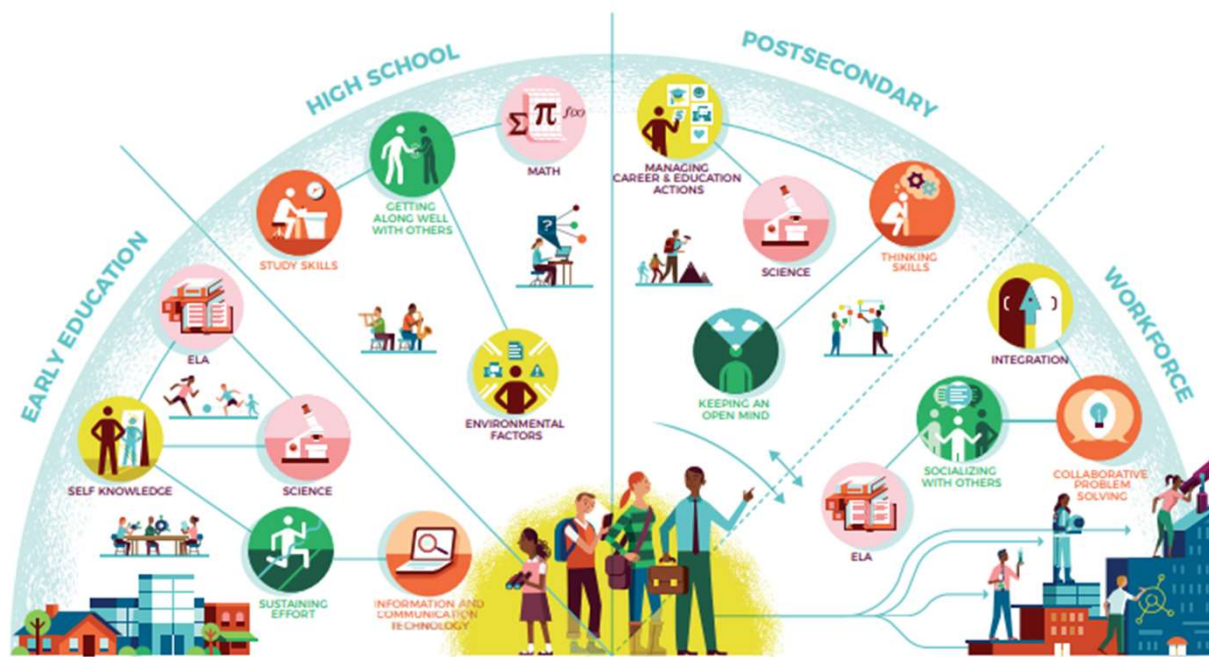 HIGH SCHOOL
POSTSECONDARY
EARLY EDUCATION
WORKFORCE
Σ π f(x)
MATH
$
MANAGING
CAREER & EDUCATION
ACTIONS
GETTING
ALONG WELL
WITH OTHERS
STUDY SKILLS
?
SCIENCE
THINKING
SKILLS
ELA
INTEGRATION
KEEPING AN
OPEN MIND
ENVIRONMENTAL
FACTORS
SELF KNOWLEDGE
SCIENCE
SOCIALIZING
WITH OTHERS
COLLABORATIVE
PROBLEM
SOLVING
ELA
SUSTAINING
EFFORT
INFORMATION AND
COMMUNICATION
TECHNOLOGY